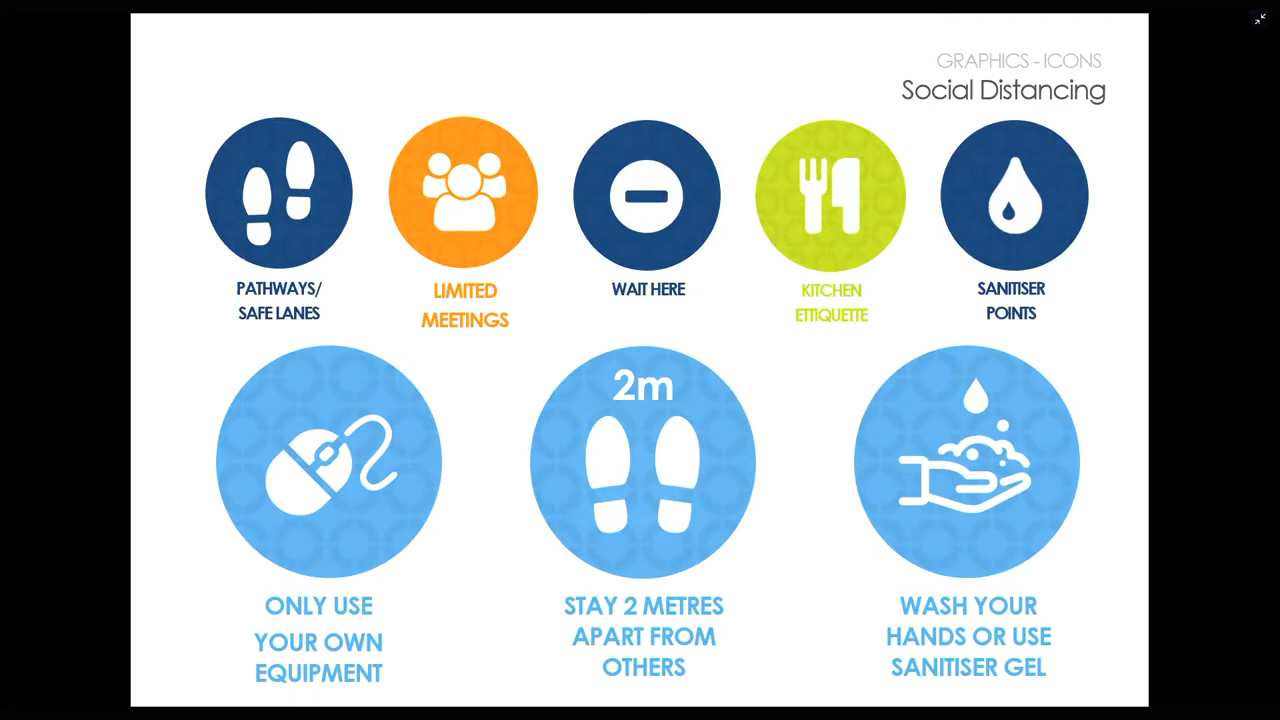 GRAPHICS - ICONS
Social Distancing
PATHWAYS/
SAFE LANES
LIMITED
MEETINGS
WAIT HERE
KITCHEN
ETTIQUETTE
SANITISER
POINTS
2m
ONLY USE
YOUR OWN
EQUIPMENT
STAY 2 METRES
APART FROM
OTHERS
WASH YOUR
HANDS OR USE
SANITISER GEL